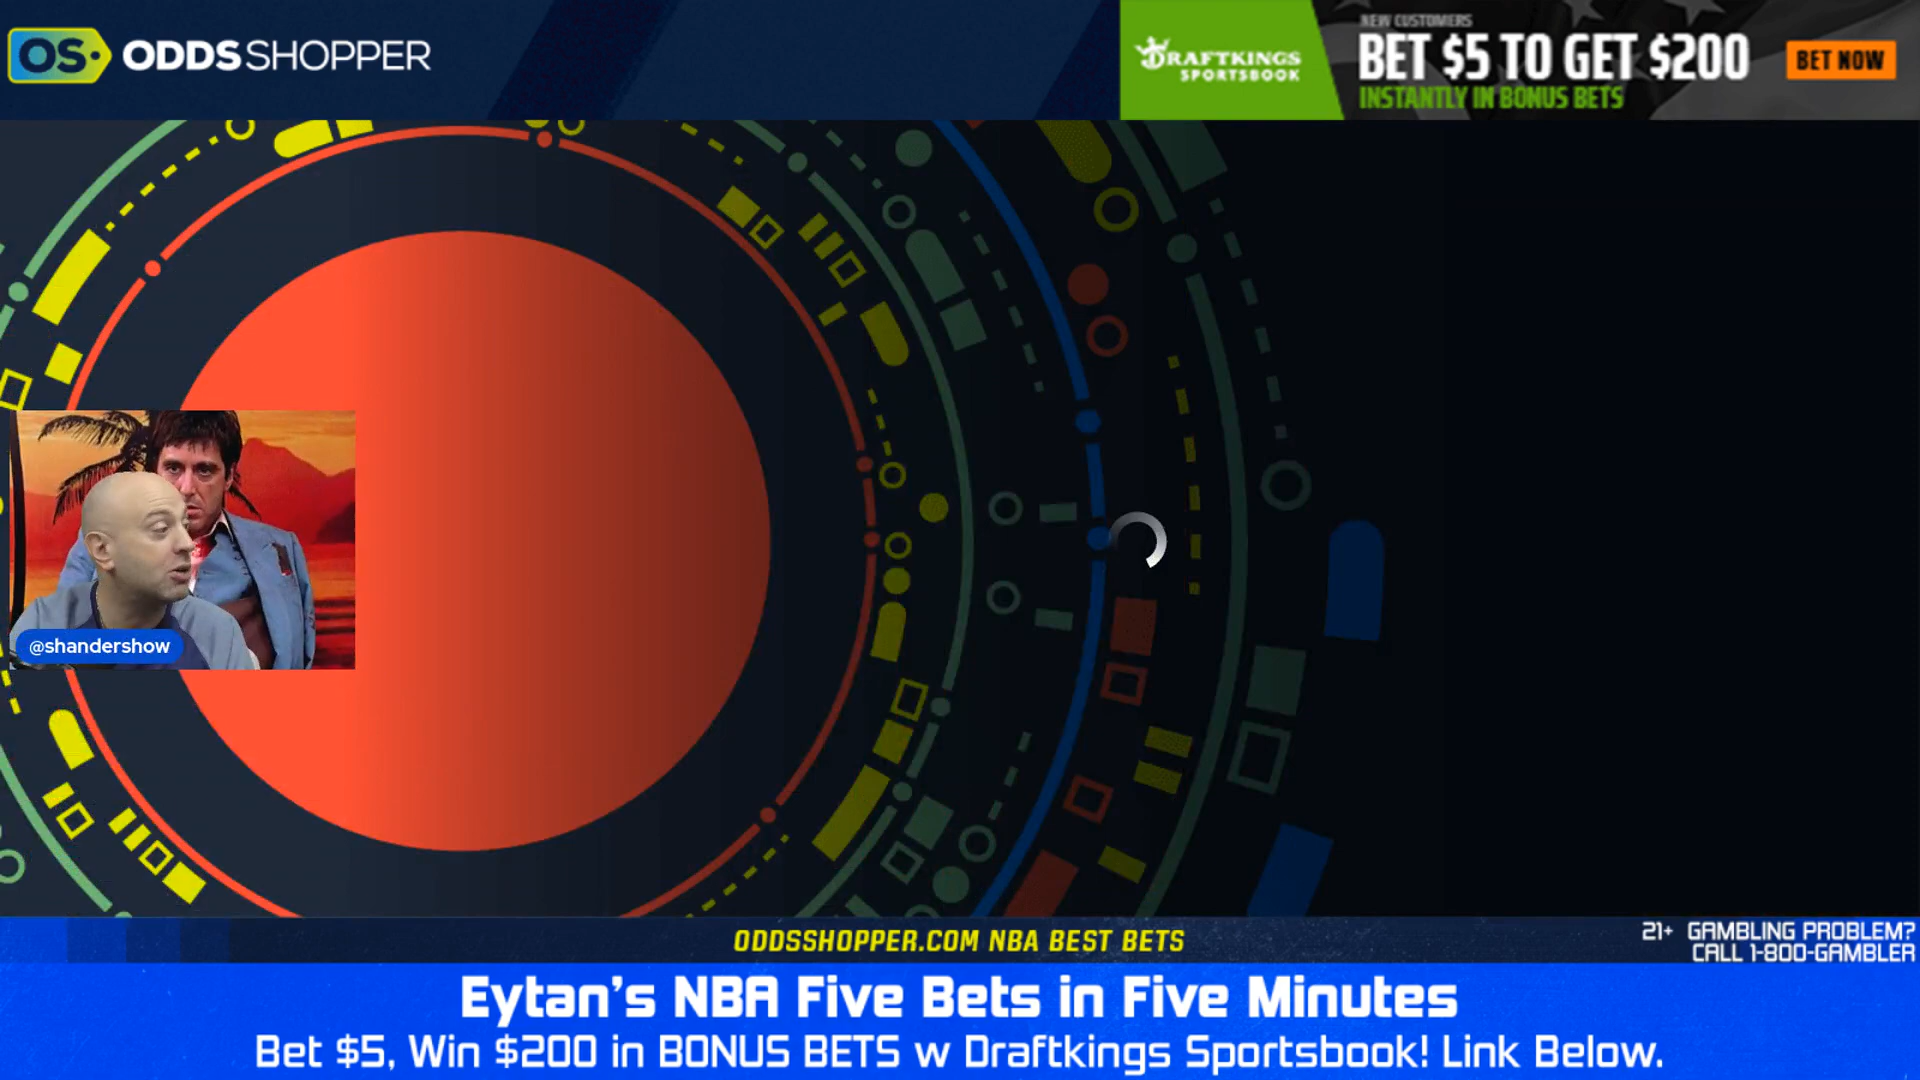 OS
ODDSSHOPPER
DRAFTKINGS
SPORTSBOOK
NEW CUSTOMERS
BET $5 TO GET $200
INSTANTLY IN BONUS BETS
BET NOW
@shandershow
ODDSSHOPPER.COM NBA BEST BETS
21+ GAMBLING PROBLEM?
CALL 1-800-GAMBLER
Eytan's NBA Five Bets in Five Minutes
Bet $5, Win $200 in BONUS BETS w Draftkings Sportsbook! Link Below.